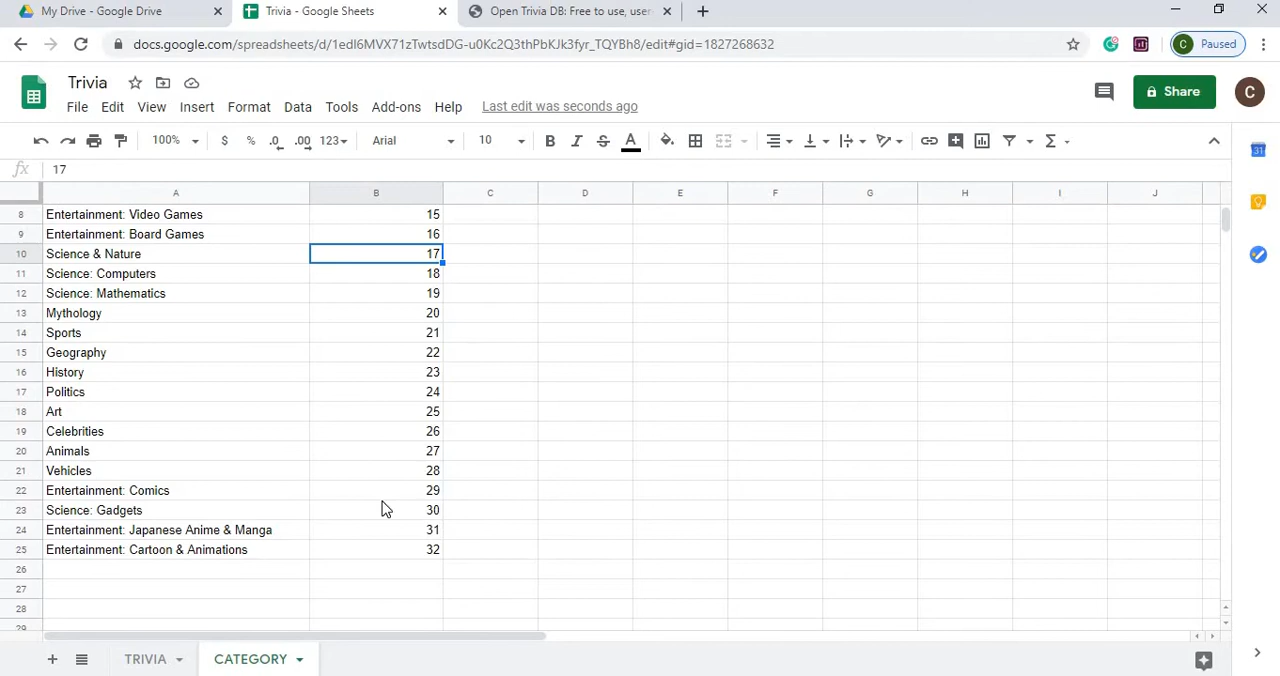 My Drive - Google Drive
Trivia - Google Sheets
Open Trivia DB: Free to use, user-
docs.google.com/spreadsheets/d/1edI6MVX71zTwtsdDG-u0Kc2Q3thPbKJk3fyr_TQYBh8/edit#gid=1827268632
C Paused
Trivia
File Edit View Insert Format Data Tools Add-ons Help Last edit was seconds ago
Share
C
100% $ % .0 .00 123 Arial 10 B I S A Σ
fx 17
A B C D E F G H I J
8 Entertainment: Video Games 15
9 Entertainment: Board Games 16
10 Science & Nature 17
11 Science: Computers 18
12 Science: Mathematics 19
13 Mythology 20
14 Sports 21
15 Geography 22
16 History 23
17 Politics 24
18 Art 25
19 Celebrities 26
20 Animals 27
21 Vehicles 28
22 Entertainment: Comics 29
23 Science: Gadgets 30
24 Entertainment: Japanese Anime & Manga 31
25 Entertainment: Cartoon & Animations 32
26
27
28
29
TRIVIA CATEGORY
31